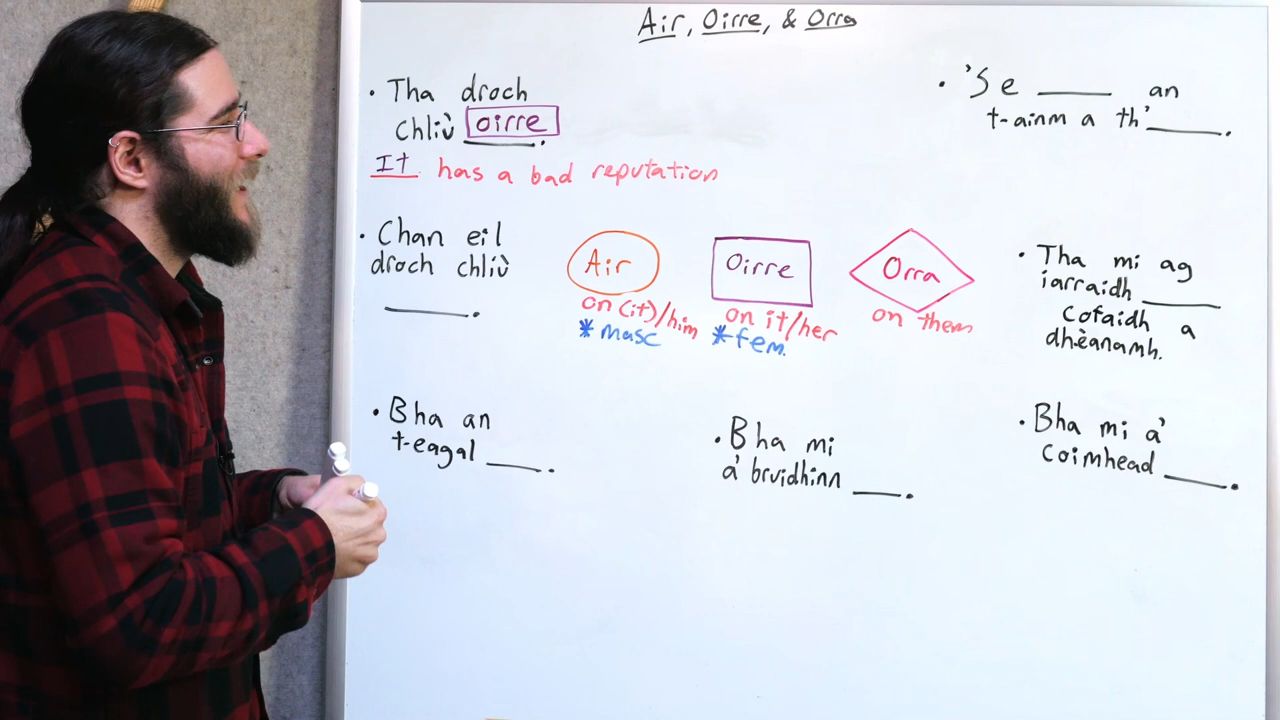 Air, Oirre, & Orra
• Tha droch
chliù oirre.
It has a bad reputation
• 'S e ____ an
t-ainm a th'____.
• Chan eil
droch chliù
____.
Air
on (it)/him
* masc
Oirre
on it/her
* fem.
Orra
on them
• Tha mi ag
iarraidh ____
cofaidh a
dhèanamh.
• Bha an
t-eagal ____.
• Bha mi
a' bruidhinn ____.
• Bha mi a'
coimhead ____.